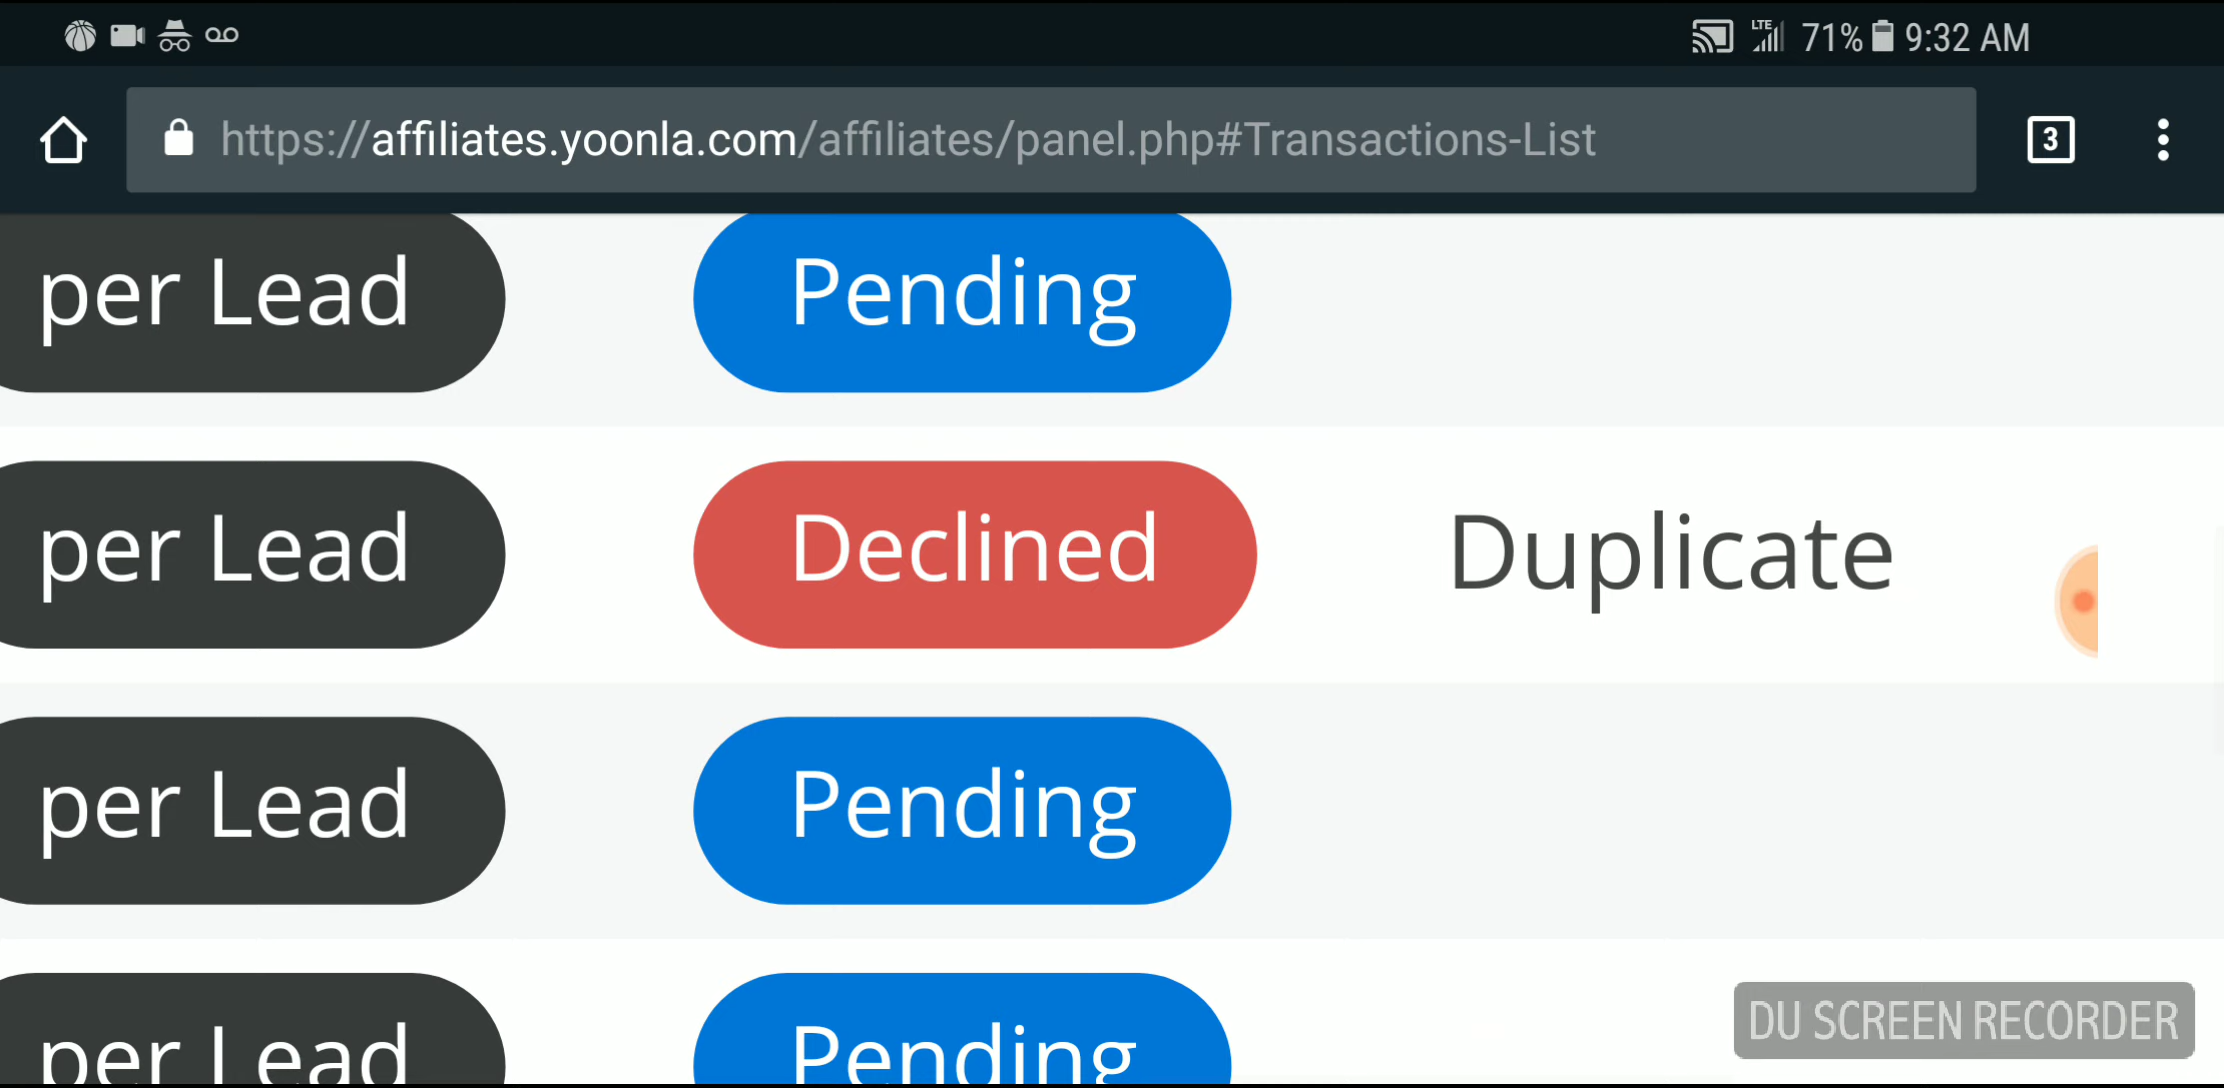 LTE 71% 9:32 AM
https://affiliates.yoonla.com/affiliates/panel.php#Transactions-List 3
per Lead Pending
per Lead Declined Duplicate
per Lead Pending
per Lead Pending
DU SCREEN RECORDER